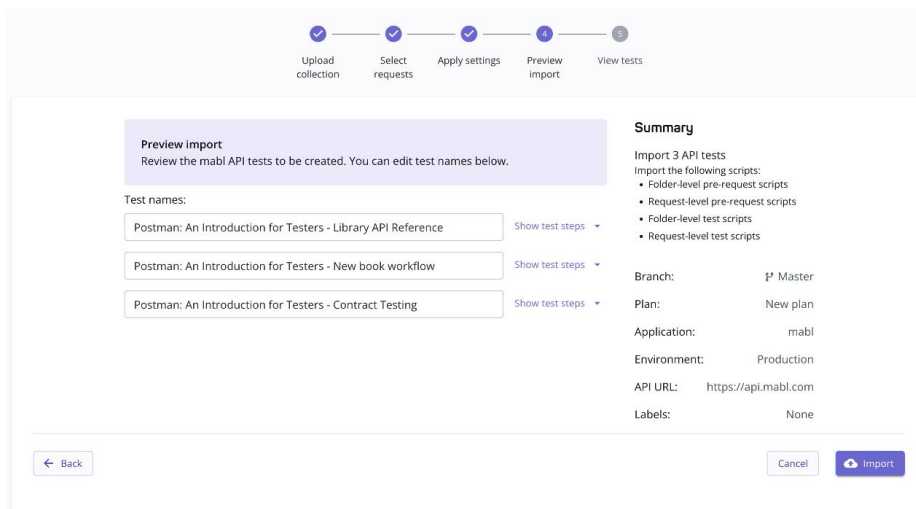 4
5
Upload
collection
Select
requests
Apply settings
Preview
import
View tests
Preview import
Review the mabl API tests to be created. You can edit test names below.
Test names:
Postman: An Introduction for Testers - Library API Reference
Show test steps
Postman: An Introduction for Testers - New book workflow
Show test steps
Postman: An Introduction for Testers - Contract Testing
Show test steps
Summary
Import 3 API tests
Import the following scripts:
• Folder-level pre-request scripts
• Request-level pre-request scripts
• Folder-level test scripts
• Request-level test scripts
Branch: Master
Plan: New plan
Application: mabl
Environment: Production
API URL: https://api.mabl.com
Labels: None
Back
Cancel
Import